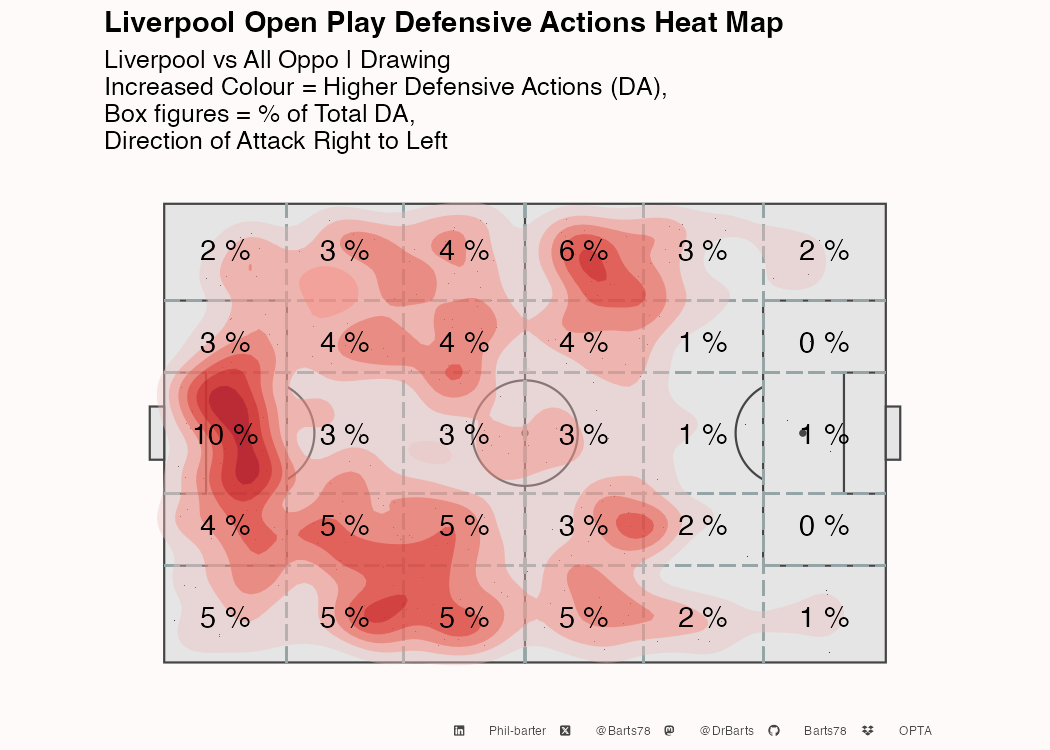 Liverpool Open Play Defensive Actions Heat Map
Liverpool vs All Oppo | Drawing
Increased Colour = Higher Defensive Actions (DA),
Box figures = % of Total DA,
Direction of Attack Right to Left
2 % 3 % 4 % 6 % 3 % 2 %
3 % 4 % 4 % 4 % 1 % 0 %
10 % 3 % 3 % 3 % 1 % 1 %
4 % 5 % 5 % 3 % 2 % 0 %
5 % 5 % 5 % 5 % 2 % 1 %
Phil-barter @Barts78 @DrBarts Barts78 OPTA